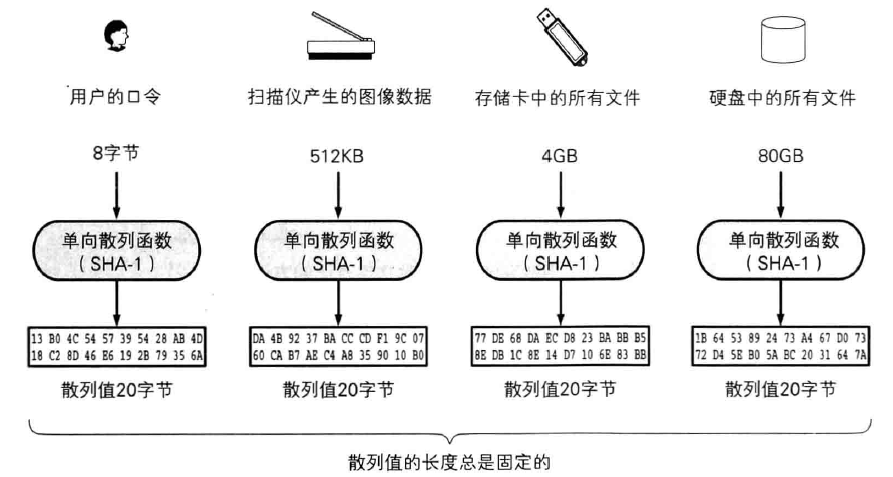 用户的口令
扫描仪产生的图像数据
存储卡中的所有文件
硬盘中的所有文件
8字节
512KB
4GB
80GB
单向散列函数
（SHA-1）
单向散列函数
（SHA-1）
单向散列函数
（SHA-1）
单向散列函数
（SHA-1）
13 B0 4C 54 57 39 54 28 AB 4D
18 C2 8D 46 E6 19 2B 79 35 6A
DA 4B 92 37 BA CC CD F1 9C 07
60 CA B7 AE C4 A8 35 90 10 B0
77 DE 68 DA EC D8 23 BA BB B5
8E DB 1C 8E 14 D7 10 6E 83 BB
1B 64 53 89 24 73 A4 67 D0 73
72 D4 5E B0 5A BC 20 31 64 7A
散列值20字节
散列值20字节
散列值20字节
散列值20字节
散列值的长度总是固定的